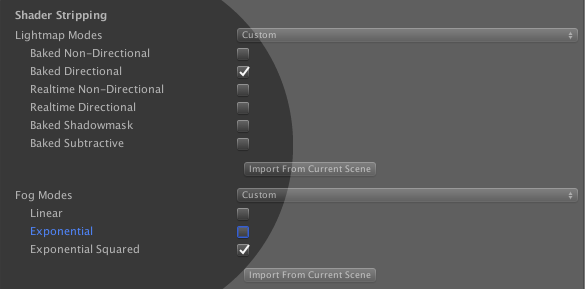 Shader Stripping
Lightmap Modes Custom
Baked Non-Directional
Baked Directional
Realtime Non-Directional
Realtime Directional
Baked Shadowmask
Baked Subtractive
Import From Current Scene
Fog Modes Custom
Linear
Exponential
Exponential Squared
Import From Current Scene